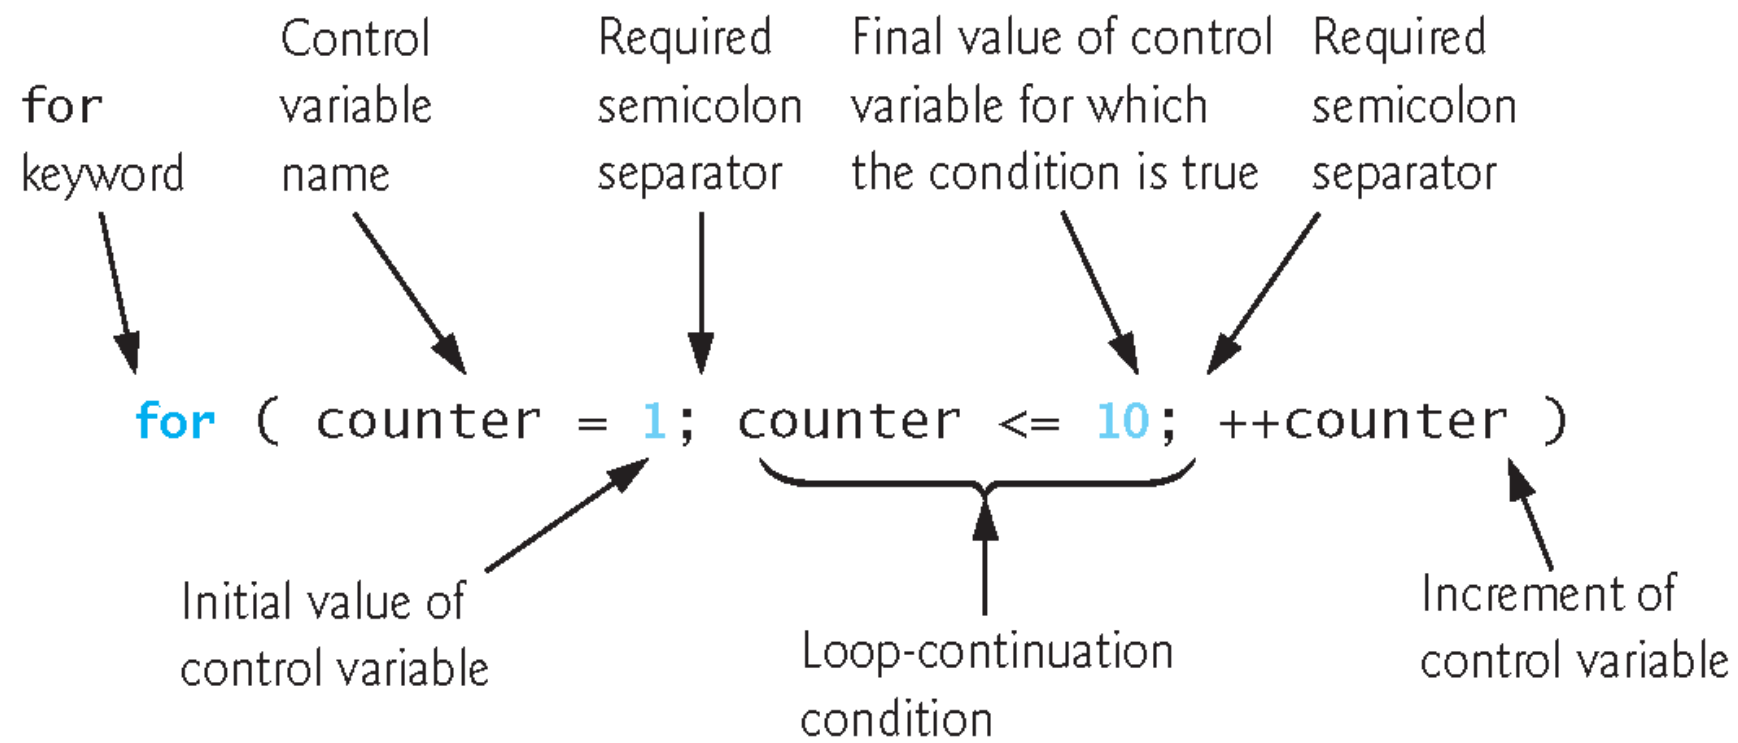 for
keyword
Control
variable
name
Required
semicolon
separator
Final value of control
variable for which
the condition is true
Required
semicolon
separator
for ( counter = 1; counter <= 10; ++counter )
Initial value of
control variable
Loop-continuation
condition
Increment of
control variable